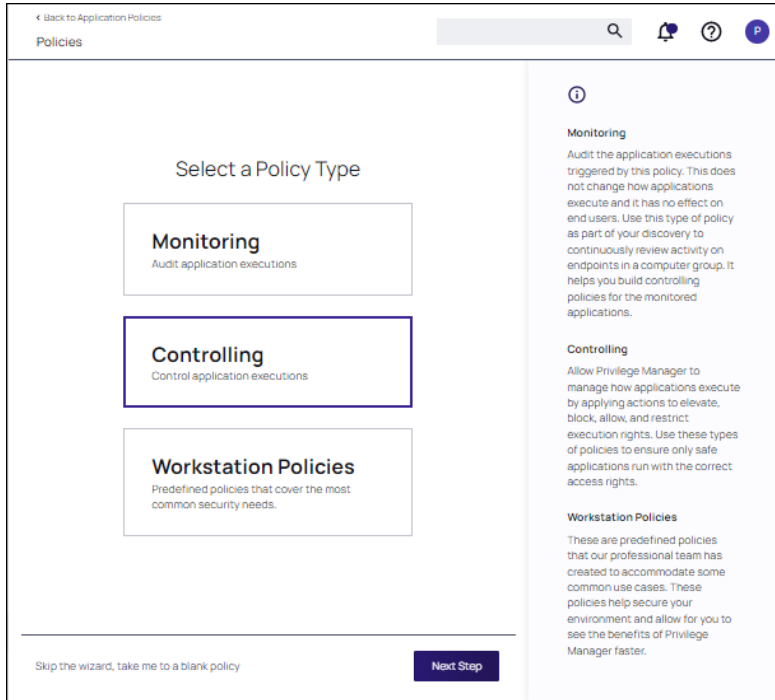 < Back to Application Policies
Policies
P
Select a Policy Type
Monitoring
Audit application executions
Controlling
Control application executions
Workstation Policies
Predefined policies that cover the most
common security needs.
Skip the wizard, take me to a blank policy
Next Step
Monitoring
Audit the application executions
triggered by this policy. This does
not change how applications
execute and it has no effect on
end users. Use this type of policy
as part of your discovery to
continuously review activity on
endpoints in a computer group. It
helps you build controlling
policies for the monitored
applications.
Controlling
Allow Privilege Manager to
manage how applications execute
by applying actions to elevate,
block, allow, and restrict
execution rights. Use these types
of policies to ensure only safe
applications run with the correct
access rights.
Workstation Policies
These are predefined policies
that our professional team has
created to accommodate some
common use cases. These
policies help secure your
environment and allow for you to
see the benefits of Privilege
Manager faster.